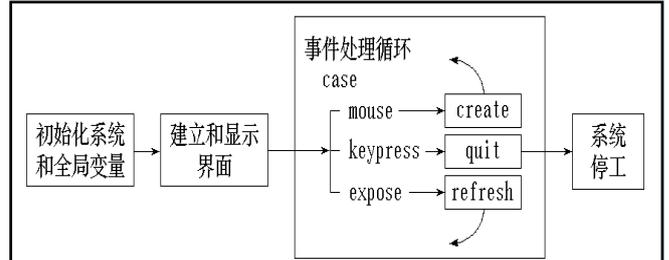 初始化系统
和全局变量
建立和显示
界面
事件处理循环
case
mouse
create
keypress
quit
expose
refresh
系统
停工